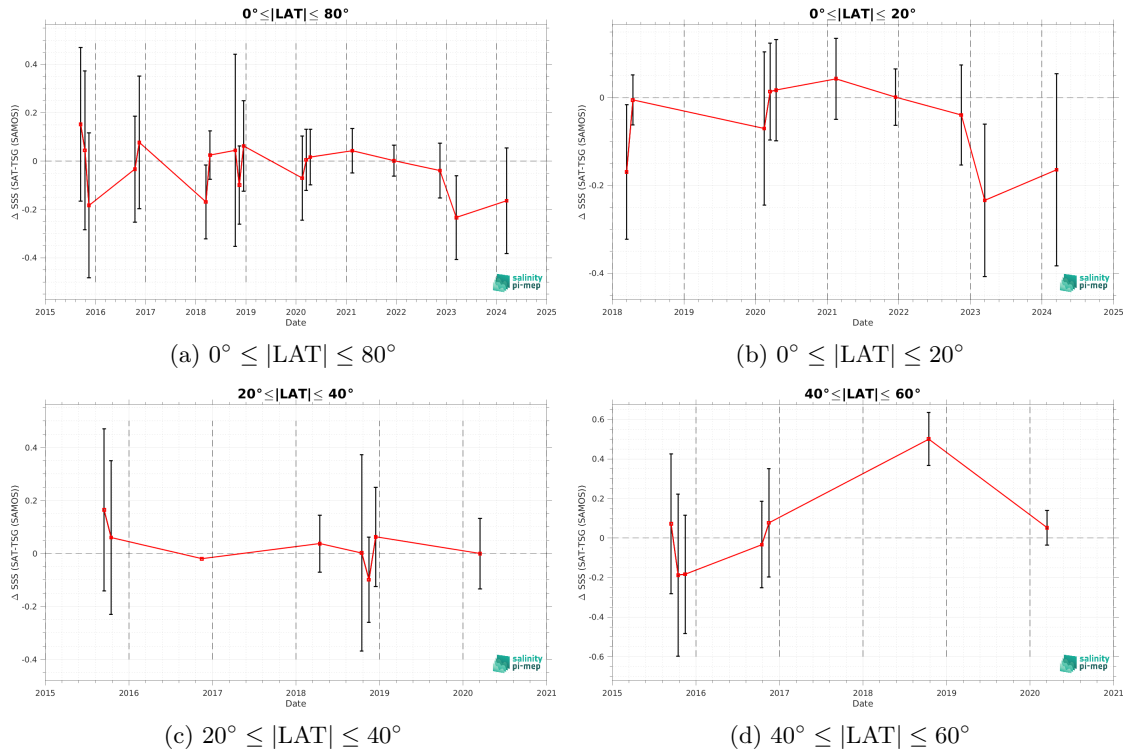 0°≤|LAT|≤ 80°
Δ SSS (SAT-TSG (SAMOS))
0.4
0.2
0
-0.2
-0.4
2015 2016 2017 2018 2019 2020 2021 2022 2023 2024 2025
Date
salinity
pi-mep
(a) 0° ≤ |LAT| ≤ 80°
0°≤|LAT|≤ 20°
Δ SSS (SAT-TSG (SAMOS))
0
-0.2
-0.4
2018 2019 2020 2021 2022 2023 2024 2025
Date
salinity
pi-mep
(b) 0° ≤ |LAT| ≤ 20°
20°≤|LAT|≤ 40°
Δ SSS (SAT-TSG (SAMOS))
0.4
0.2
0
-0.2
-0.4
2015 2016 2017 2018 2019 2020 2021
Date
salinity
pi-mep
(c) 20° ≤ |LAT| ≤ 40°
40°≤|LAT|≤ 60°
Δ SSS (SAT-TSG (SAMOS))
0.6
0.4
0.2
0
-0.2
-0.4
-0.6
2015 2016 2017 2018 2019 2020 2021
Date
salinity
pi-mep
(d) 40° ≤ |LAT| ≤ 60°